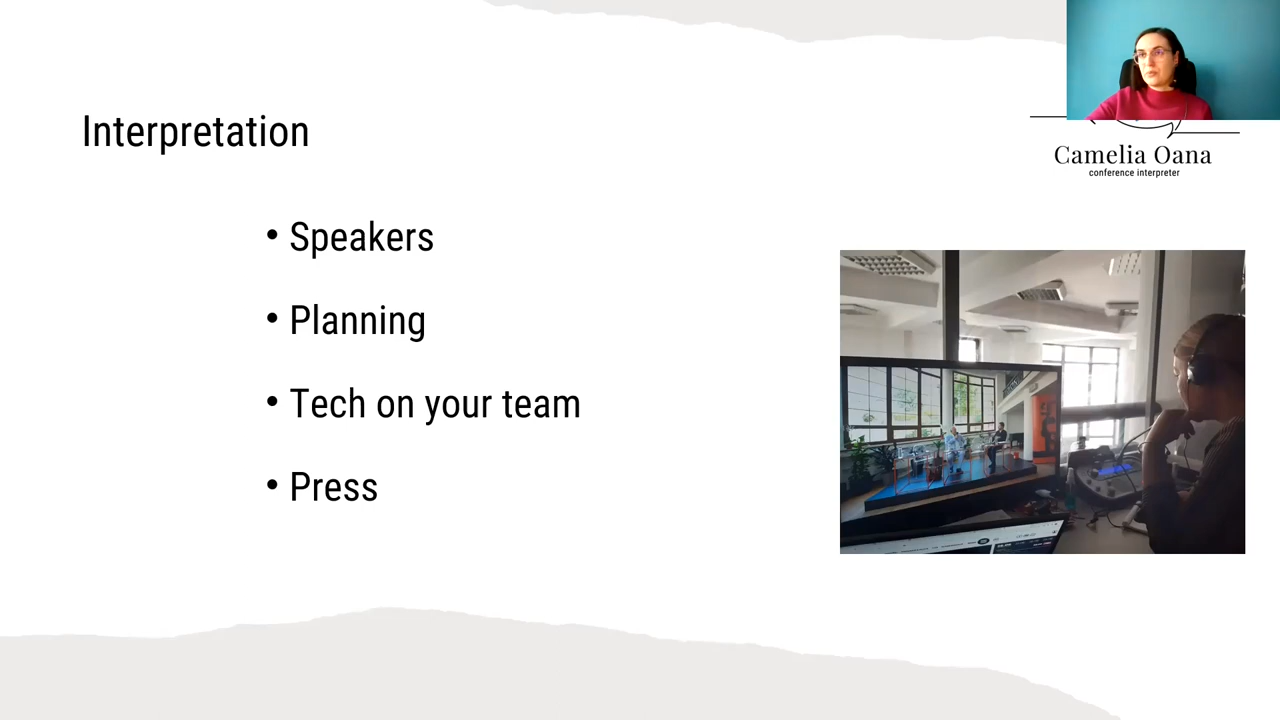 Interpretation
Camelia Oana
conference interpreter
• Speakers
• Planning
• Tech on your team
• Press